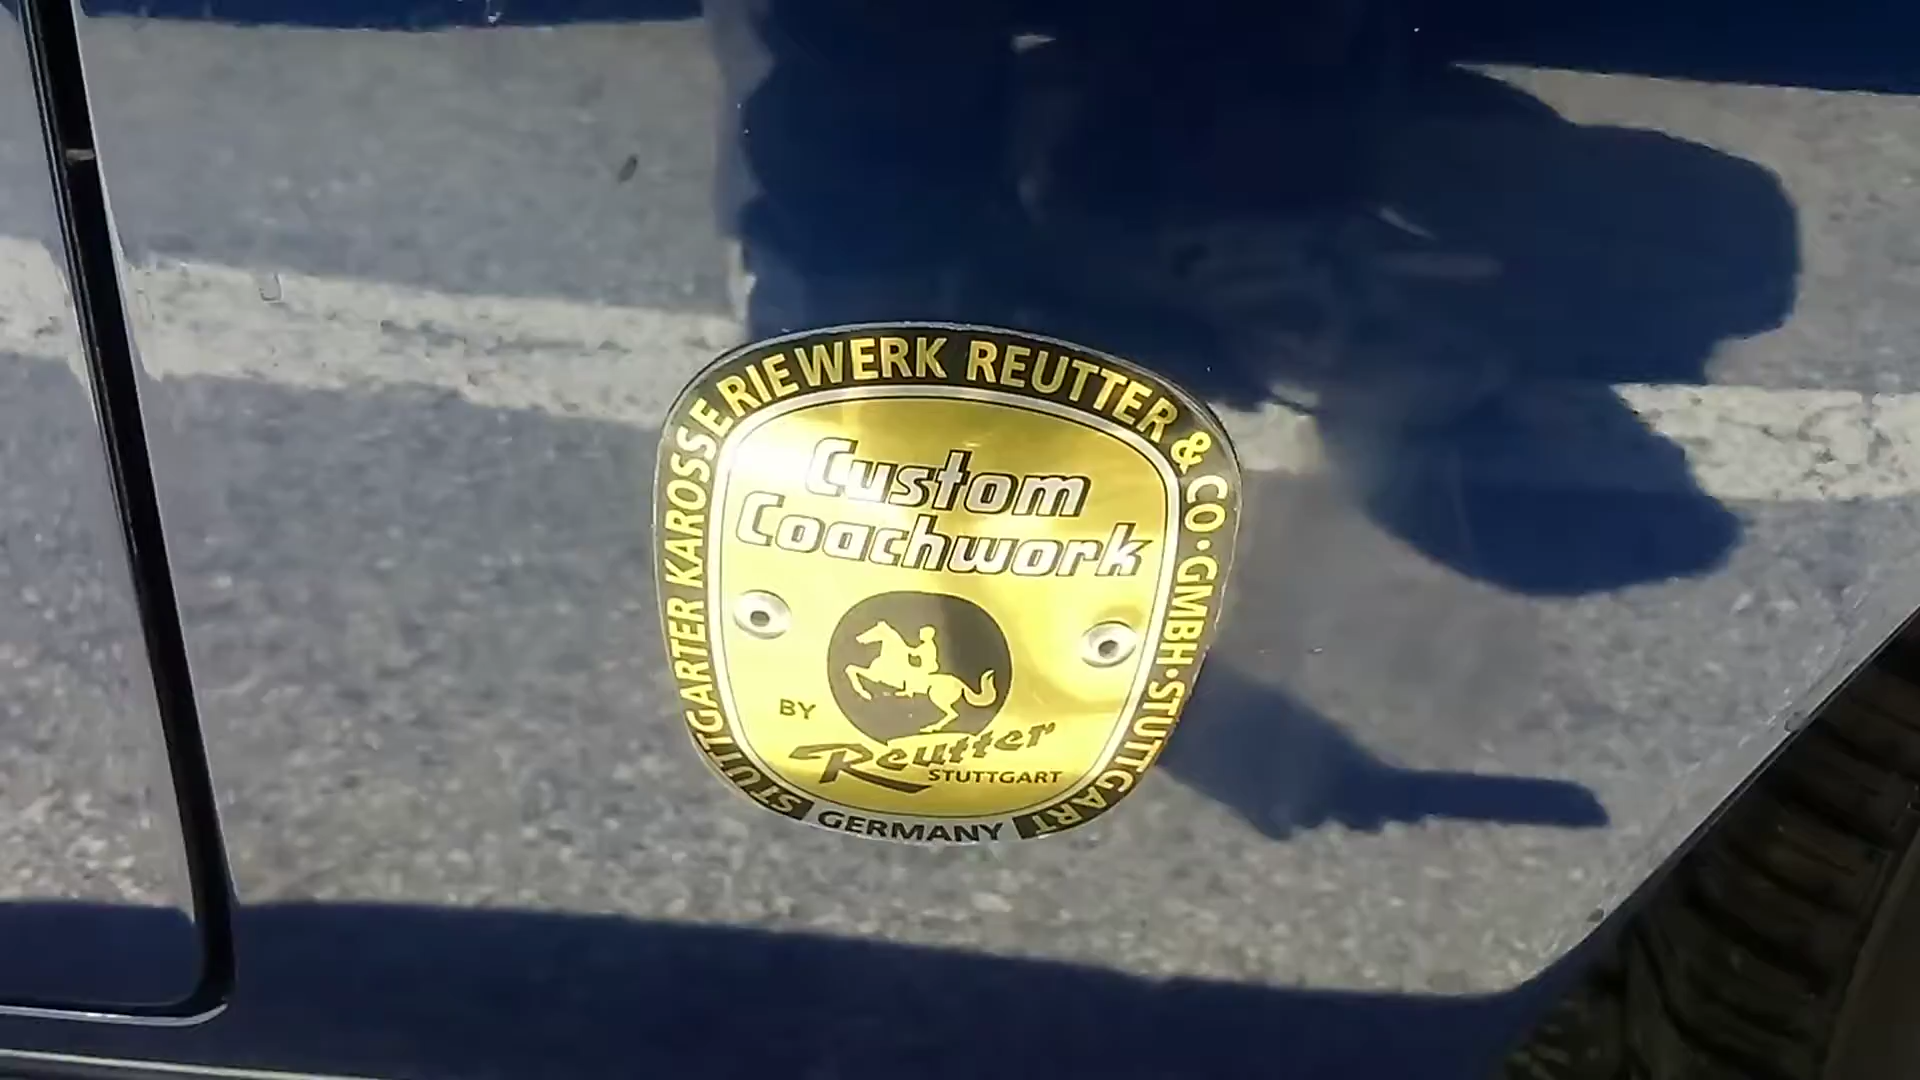 STUTTGARTER KAROSSERIEWERK REUTTER & CO · GMBH · STUTTGART
Custom
Coachwork
BY
Reutter
STUTTGART
GERMANY